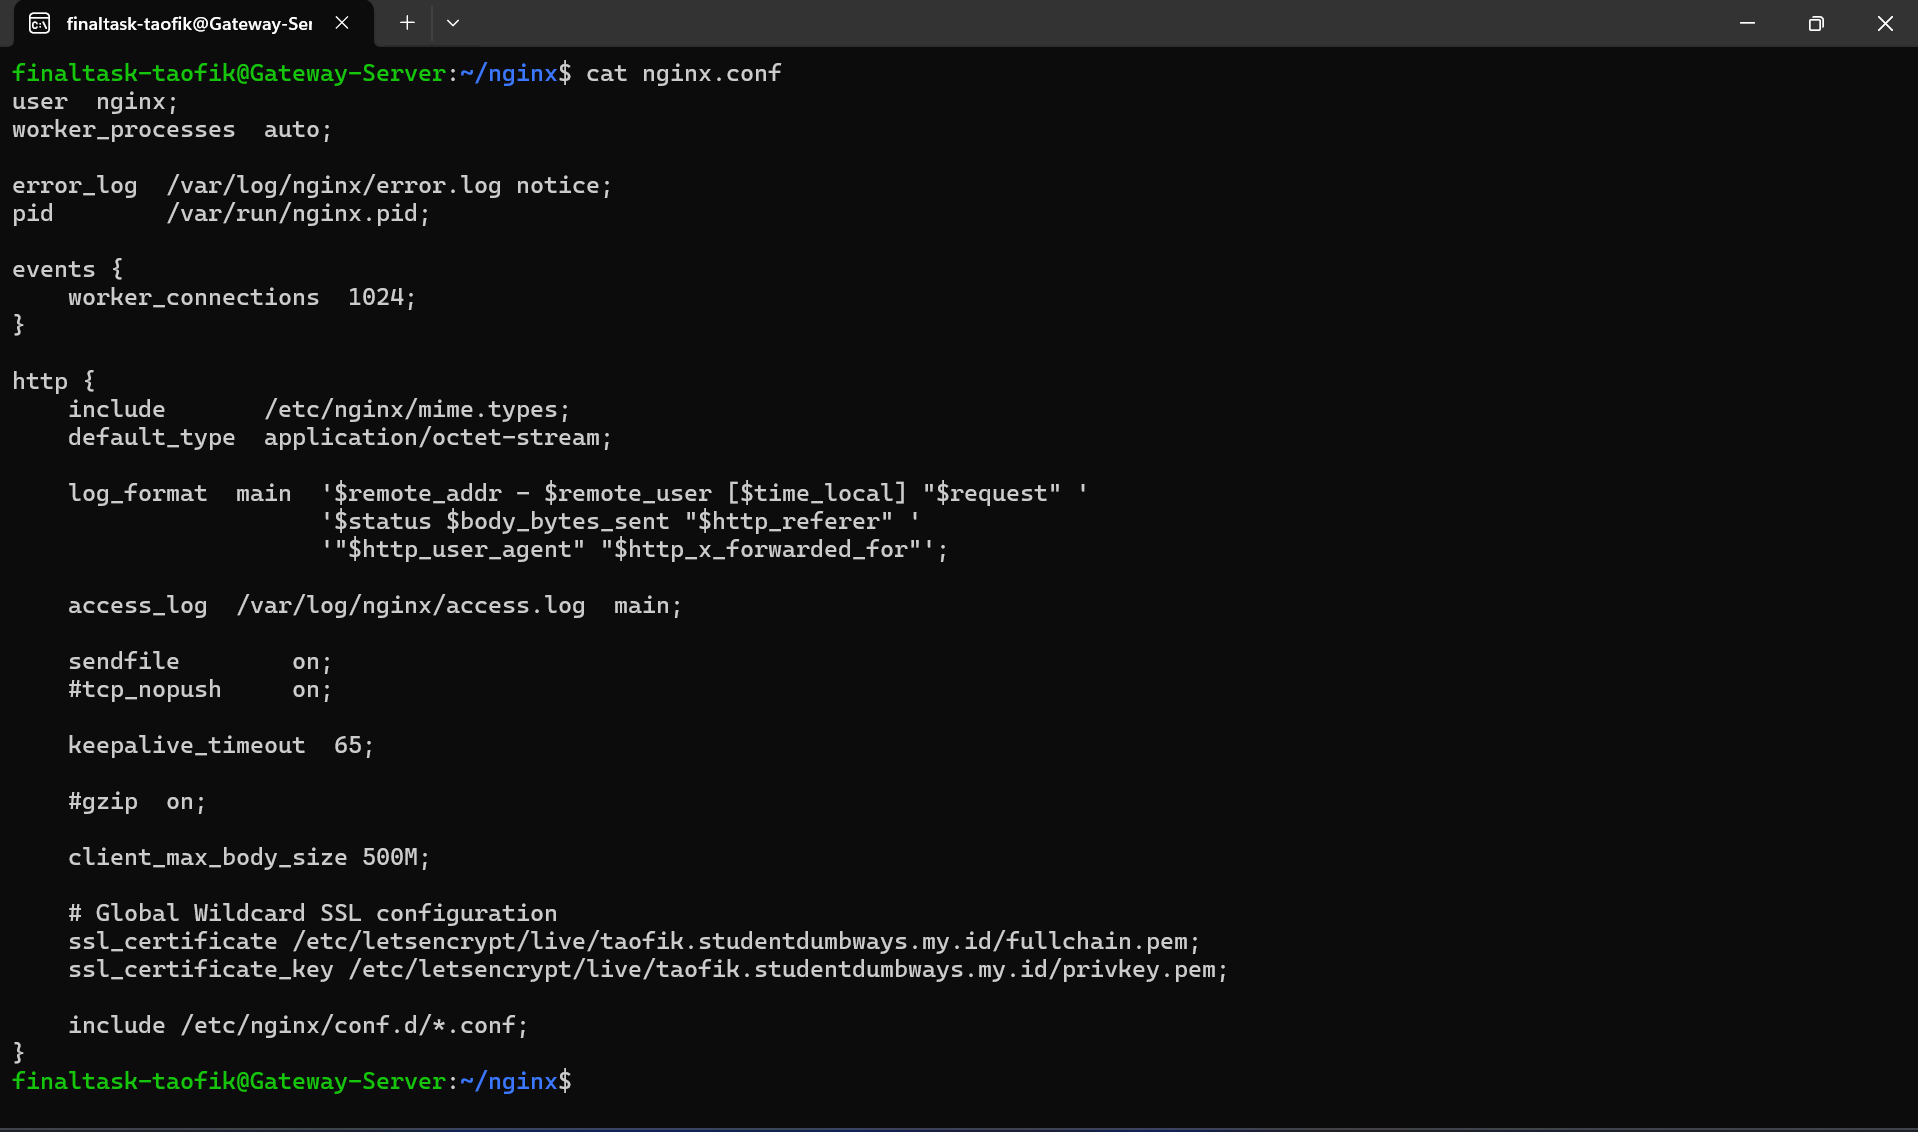 finaltask-taofik@Gateway-Ser
finaltask-taofik@Gateway-Server:~/nginx$ cat nginx.conf
user  nginx;
worker_processes  auto;

error_log  /var/log/nginx/error.log notice;
pid        /var/run/nginx.pid;

events {
    worker_connections  1024;
}

http {
    include       /etc/nginx/mime.types;
    default_type  application/octet-stream;

    log_format  main  '$remote_addr - $remote_user [$time_local] "$request" '
                      '$status $body_bytes_sent "$http_referer" '
                      '"$http_user_agent" "$http_x_forwarded_for"';

    access_log  /var/log/nginx/access.log  main;

    sendfile        on;
    #tcp_nopush     on;

    keepalive_timeout  65;

    #gzip  on;

    client_max_body_size 500M;

    # Global Wildcard SSL configuration
    ssl_certificate /etc/letsencrypt/live/taofik.studentdumbways.my.id/fullchain.pem;
    ssl_certificate_key /etc/letsencrypt/live/taofik.studentdumbways.my.id/privkey.pem;

    include /etc/nginx/conf.d/*.conf;
}
finaltask-taofik@Gateway-Server:~/nginx$